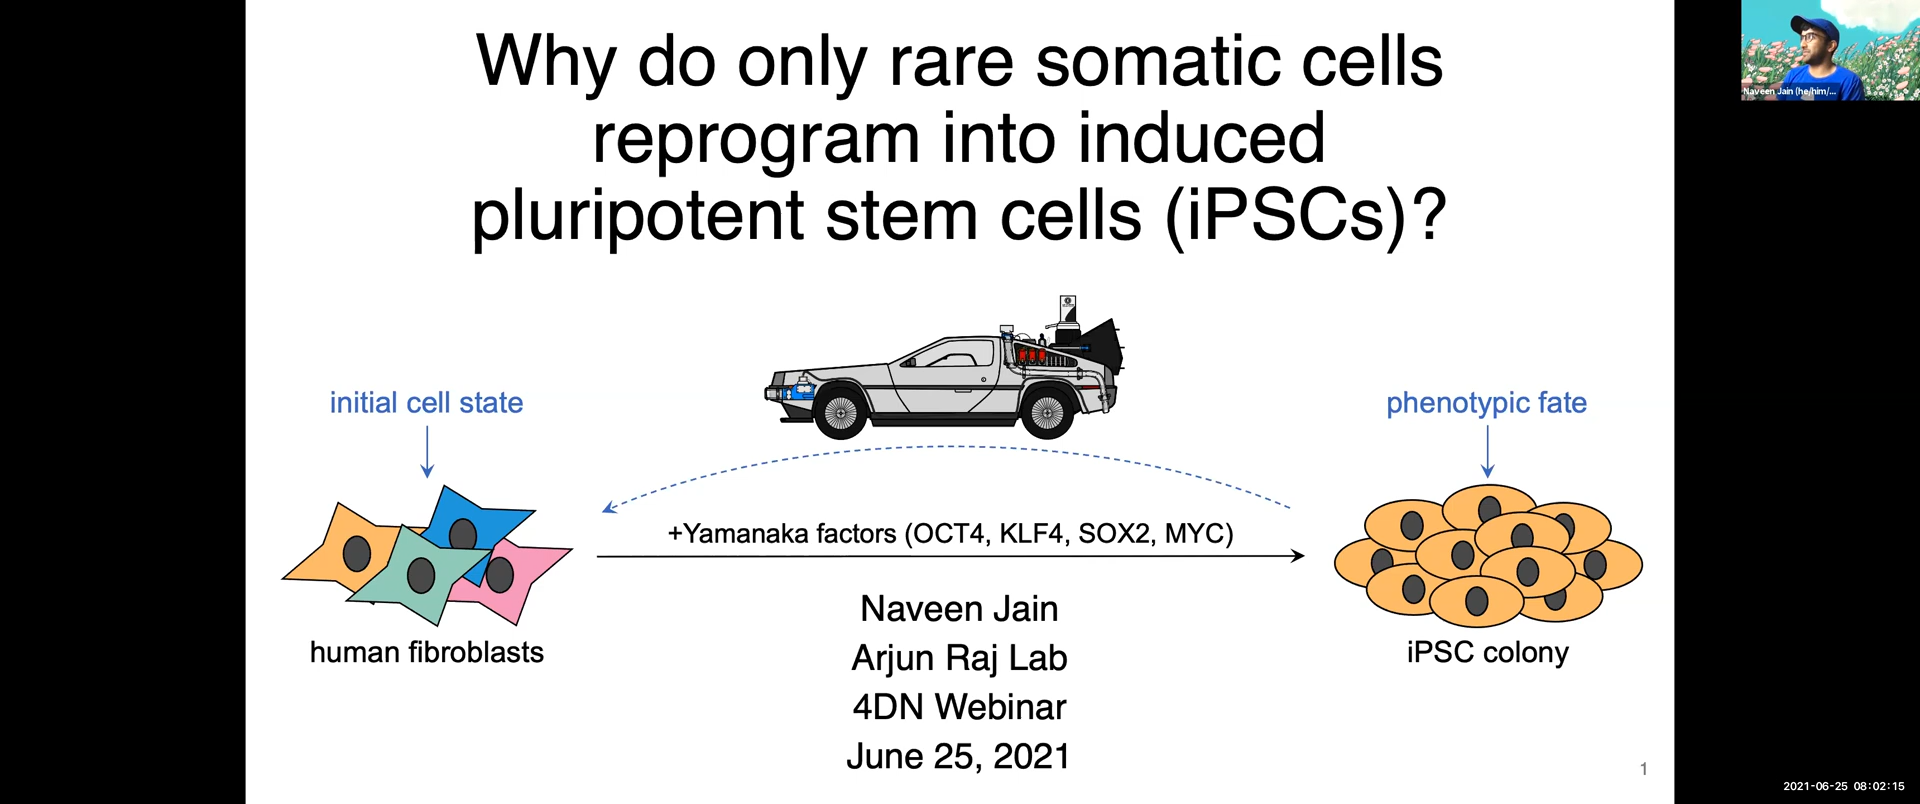 Why do only rare somatic cells
reprogram into induced
pluripotent stem cells (iPSCs)?
Naveen Jain (he/him/...
initial cell state
phenotypic fate
+Yamanaka factors (OCT4, KLF4, SOX2, MYC)
human fibroblasts
iPSC colony
Naveen Jain
Arjun Raj Lab
4DN Webinar
June 25, 2021
1
2021-06-25 08:02:15